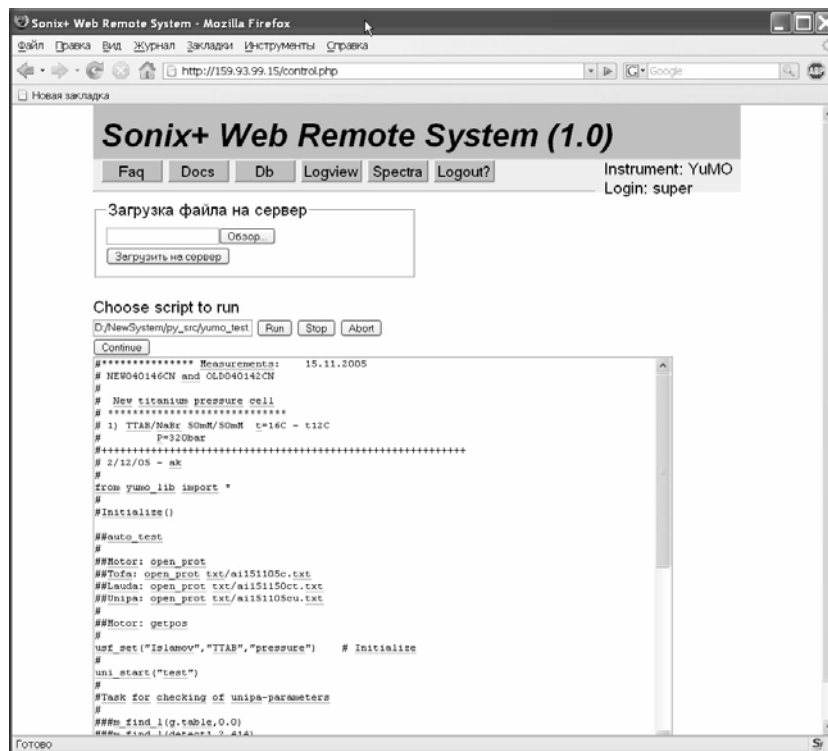 Sonix+ Web Remote System - Mozilla Firefox
Файл Правка Вид Журнал Закладки Инструменты Справка
http://159.93.99.15/control.php Google ABP
Новая закладка
Sonix+ Web Remote System (1.0)
Faq Docs Db Logview Spectra Logout? Instrument: YuMO
Login: super
Загрузка файла на сервер
Обзор...
Загрузить на сервер
Choose script to run
D:/NewSystem/py_src/yumo_test. Run Stop Abort
Continue
#*************** Measurements: 15.11.2005
# NEW040146CN and OLD040142CN
#
# New titanium pressure cell
# *****************************
# 1) TTAB/NaBr 50mM/50mM t=16C - t12C
# P=320bar
#+++++++++++++++++++++++++++++++++++++++++++++++++++++++++++
# 2/12/05 - ak
#
from yumo_lib import *
#
#Initialize()
##auto_test
#
##Motor: open_prot
##Tofa: open_prot txt/ai151105c.txt
##Lauda: open_prot txt/ai151150ct.txt
##Unipa: open_prot txt/ai151105cu.txt
#
##Motor: getpos
#
usf_set("Islamov","TTAB","pressure") # Initialize
#
uni_start("test")
#
#Task for checking of unipa-parameters
#
###m_find_l(g.table,0.0)
###m_find_l(detect1,2.414)
Готово